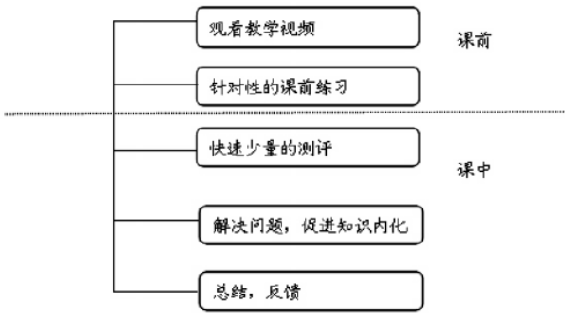 观看教学视频
课前
针对性的课前练习
快速少量的测评
课中
解决问题，促进知识内化
总结，反馈